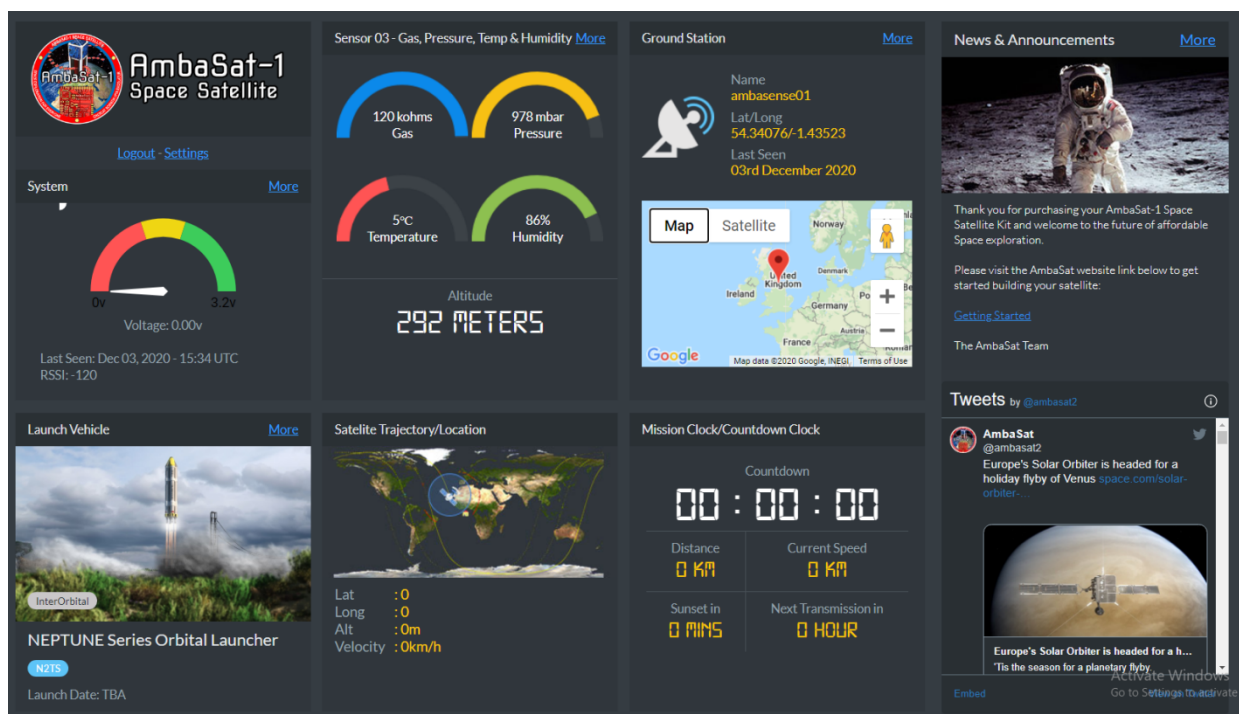 AmbaSat-1
AmbaSat-1
Space Satellite
Logout - Settings
System More
0v 3.2v
Voltage: 0.00v
Last Seen: Dec 03, 2020 - 15:34 UTC
RSSI: -120
Sensor 03 - Gas, Pressure, Temp & Humidity More
120 kohms
Gas
978 mbar
Pressure
5°C
Temperature
86%
Humidity
Altitude
292 METERS
Ground Station More
Name
ambasense01
Lat/Long
54.34076/-1.43523
Last Seen
03rd December 2020
Map Satellite
Norway
United
Kingdom
Denmark
Ireland
Germany
Po
Austria
France
Google
Map data ©2020 Google, INEGI Terms of Use
News & Announcements More
Thank you for purchasing your AmbaSat-1 Space
Satellite Kit and welcome to the future of affordable
Space exploration.
Please visit the AmbaSat website link below to get
started building your satellite:
Getting Started
The AmbaSat Team
Launch Vehicle More
InterOrbital
NEPTUNE Series Orbital Launcher
N2TS
Launch Date: TBA
Satelite Trajectory/Location
Lat :0
Long :0
Alt :0m
Velocity :0km/h
Mission Clock/Countdown Clock
Countdown
00 : 00 : 00
Distance
0 KM
Current Speed
0 KM
Sunset in
0 MINS
Next Transmission in
0 HOUR
Tweets by @ambasat2
AmbaSat
@ambasat2
Europe's Solar Orbiter is headed for a
holiday flyby of Venus space.com/solar-
orbiter-...
Europe's Solar Orbiter is headed for a h...
'Tis the season for a planetary flyby.
Embed
Activate Windows
Go to Settings to activate